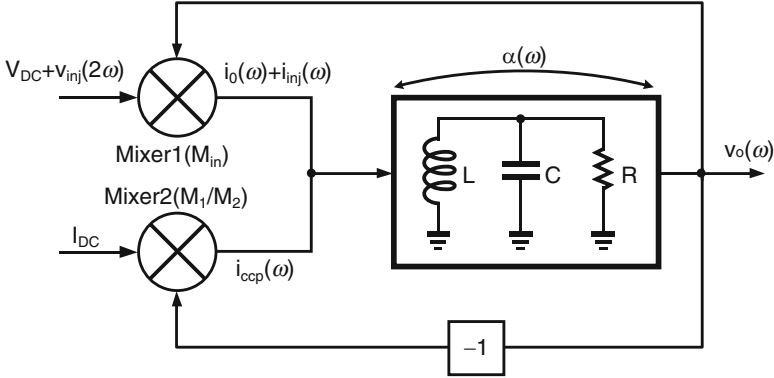 V_DC+v_inj(2ω)
i_0(ω)+i_inj(ω)
α(ω)
Mixer1(M_in)
L
C
R
v_o(ω)
Mixer2(M_1/M_2)
I_DC
i_ccp(ω)
−1